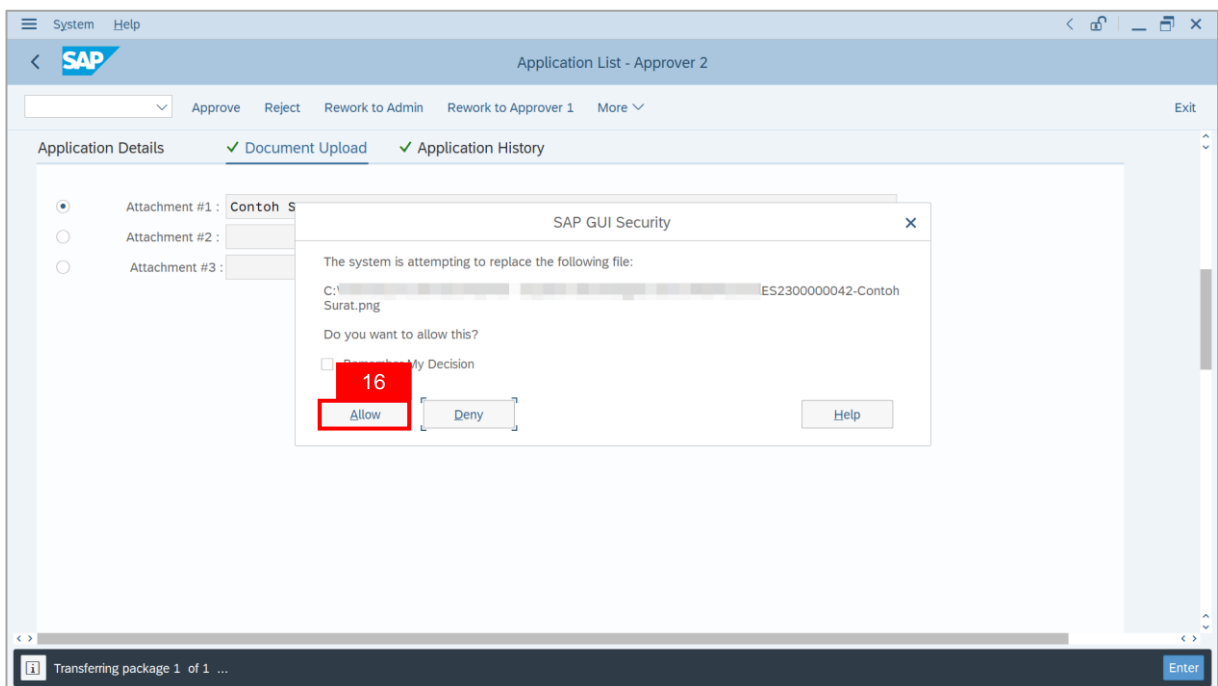 System Help
SAP Application List - Approver 2
Approve Reject Rework to Admin Rework to Approver 1 More Exit
Application Details Document Upload Application History
Attachment #1 : Contoh S
Attachment #2 :
Attachment #3 :
SAP GUI Security
The system is attempting to replace the following file:
C:\ ES2300000042-Contoh
Surat.png
Do you want to allow this?
My Decision
16
Allow Deny Help
Transferring package 1 of 1 ...
Enter